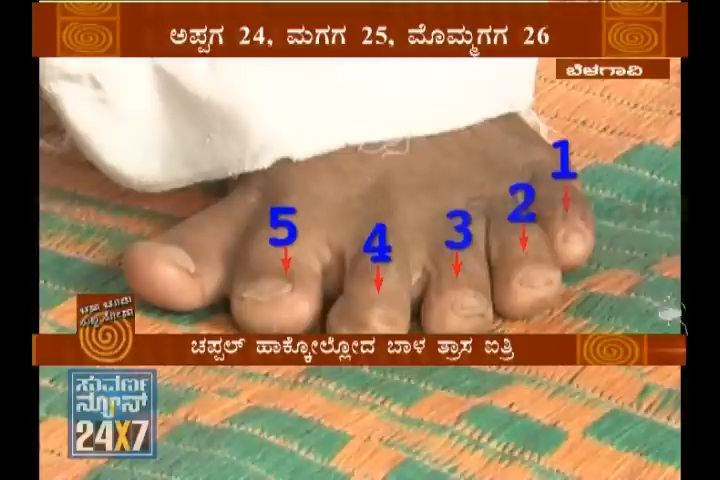 ಅಪ್ಪಗ 24, ಮಗಗ 25, ಮೊಮ್ಮಗಗ 26
ಬೆಳಗಾವಿ
1
2
3
4
5
ಚಪ್ಪಲ್ ಹಾಕ್ಕೋಲ್ಲೋದ ಬಾಳ ತ್ರಾಸ ಐತ್ರಿ
ಸುವರ್ಣ
ನ್ಯೂಸ್
24X7